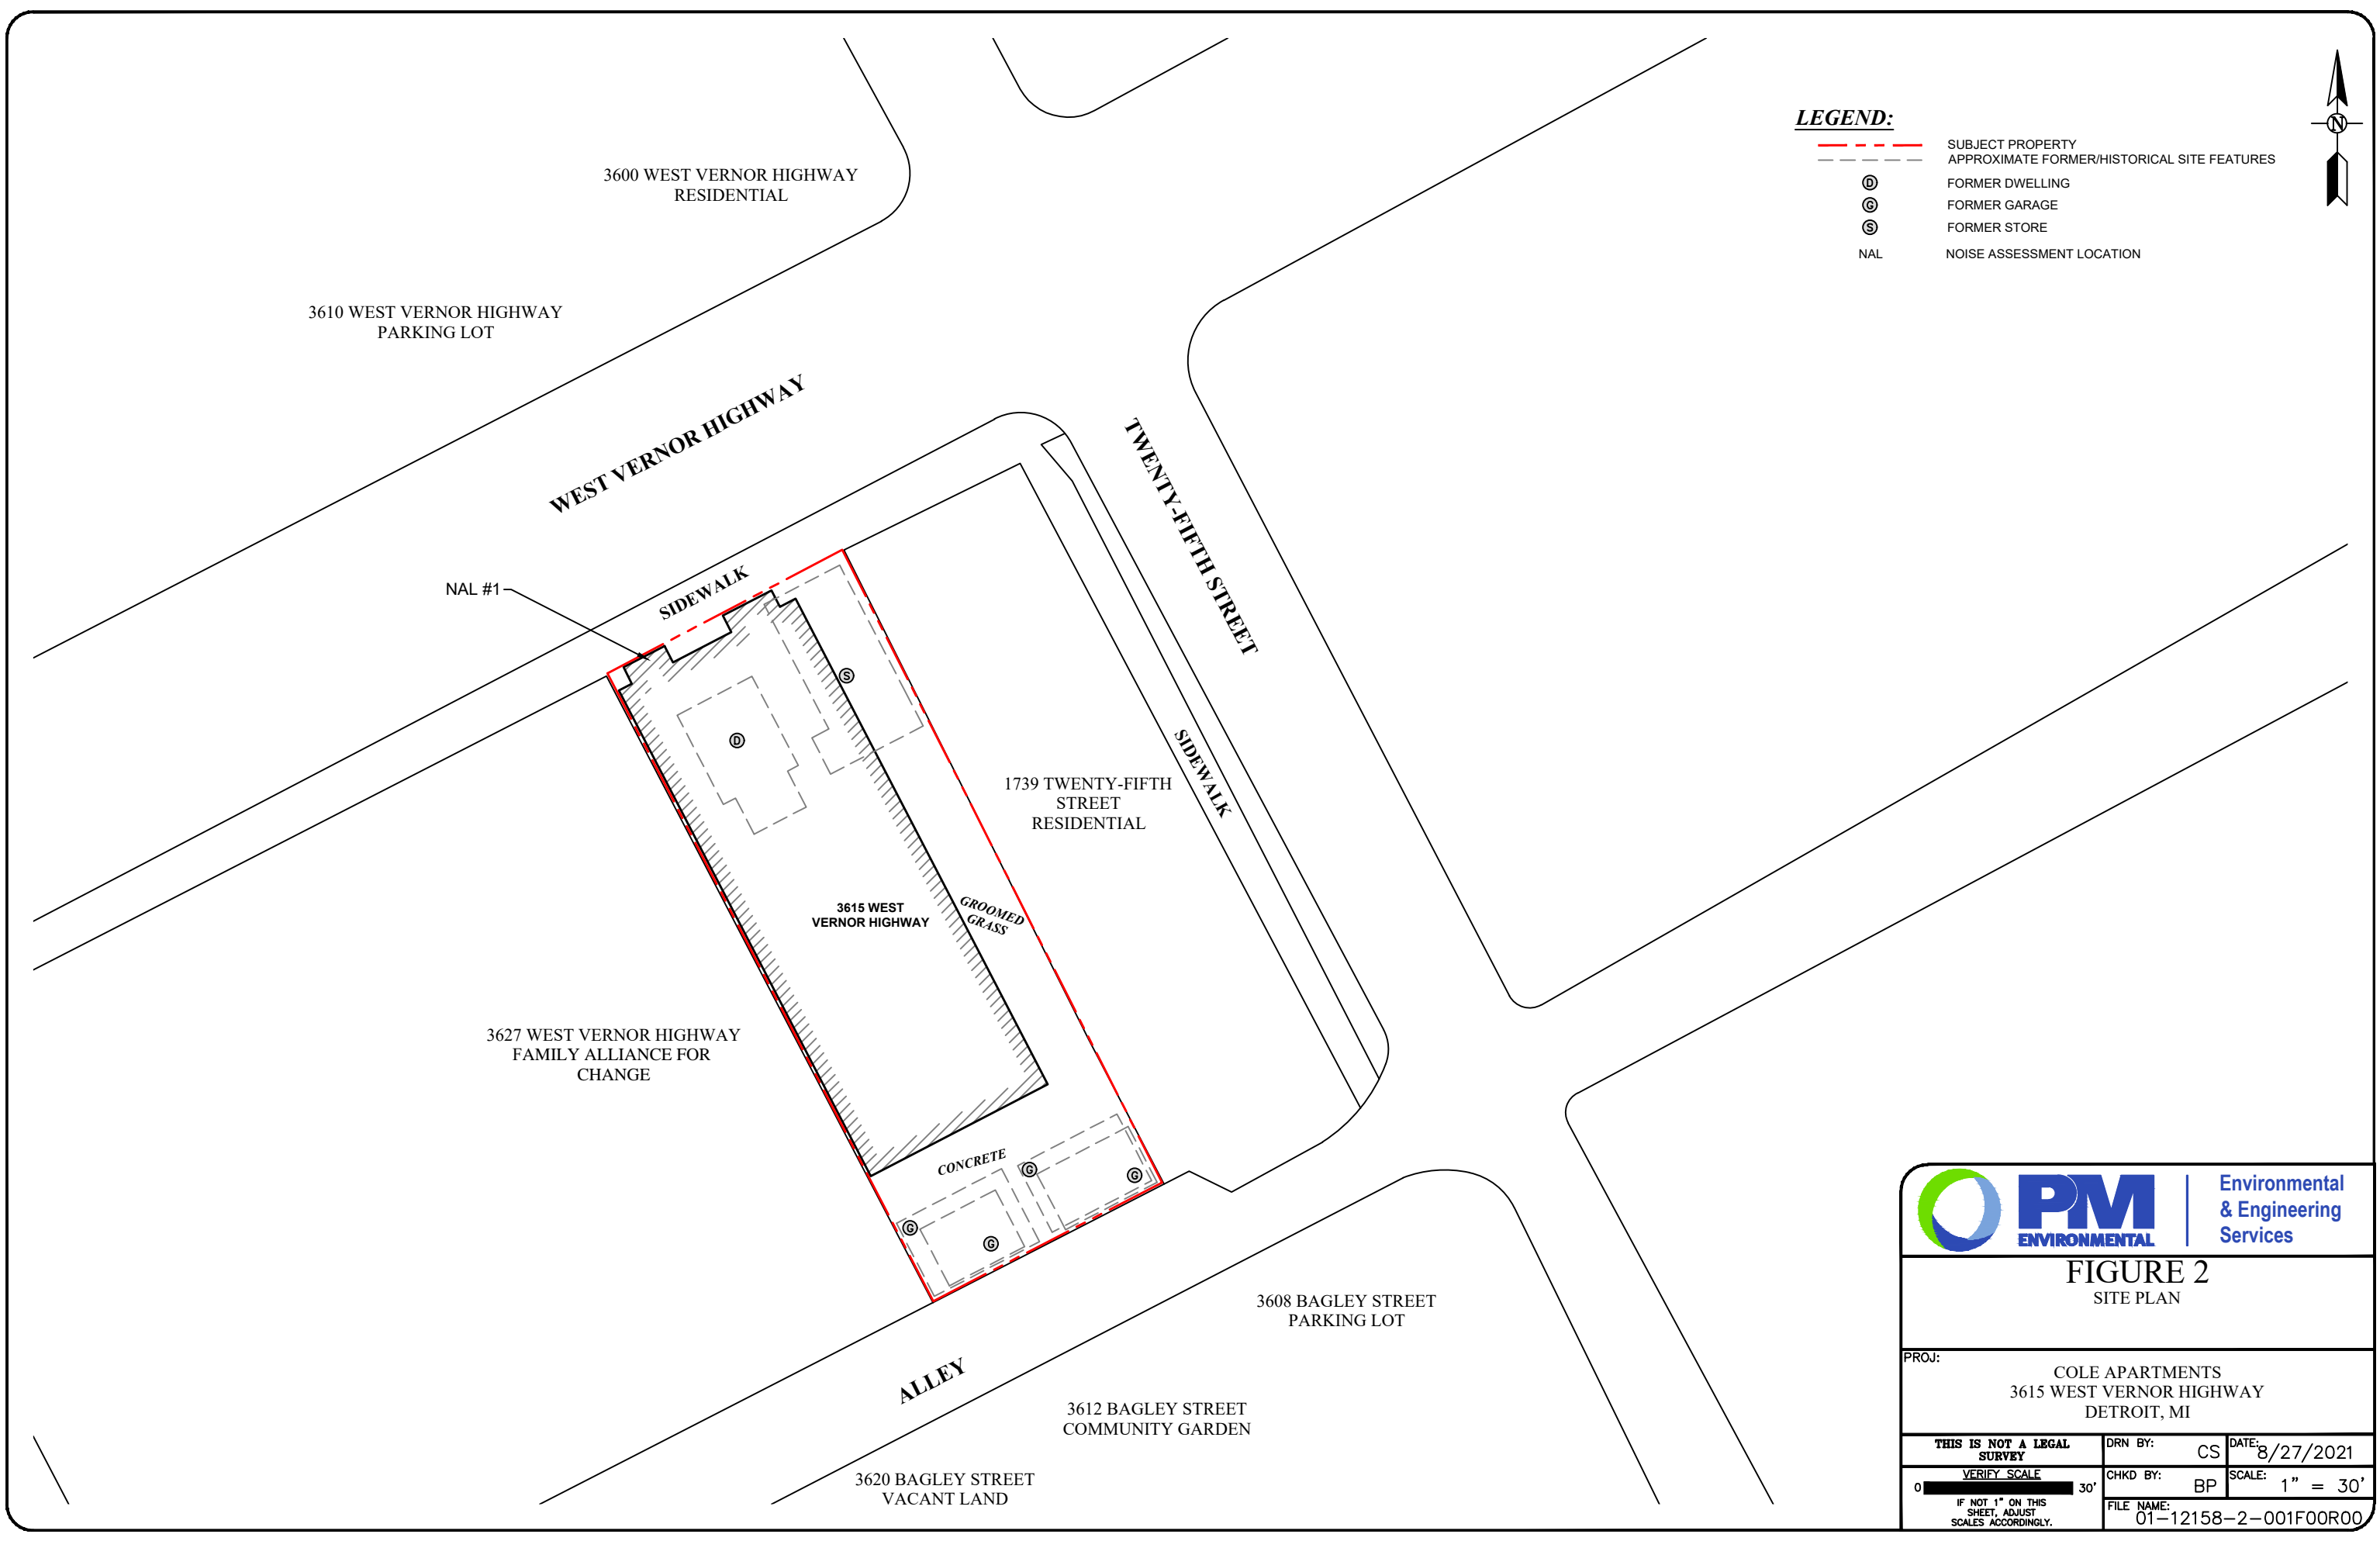 3600 WEST VERNOR HIGHWAY
RESIDENTIAL
3610 WEST VERNOR HIGHWAY
PARKING LOT
WEST VERNOR HIGHWAY
TWENTY-FIFTH STREET
LEGEND:
SUBJECT PROPERTY
APPROXIMATE FORMER/HISTORICAL SITE FEATURES
D FORMER DWELLING
G FORMER GARAGE
S FORMER STORE
NAL NOISE ASSESSMENT LOCATION
N
NAL #1
SIDEWALK
S
D
1739 TWENTY-FIFTH
STREET
RESIDENTIAL
SIDEWALK
3615 WEST
VERNOR HIGHWAY
GROOMED
GRASS
3627 WEST VERNOR HIGHWAY
FAMILY ALLIANCE FOR
CHANGE
CONCRETE
G
G
G
G
3608 BAGLEY STREET
PARKING LOT
ALLEY
3612 BAGLEY STREET
COMMUNITY GARDEN
3620 BAGLEY STREET
VACANT LAND
PM
ENVIRONMENTAL
Environmental
& Engineering
Services
FIGURE 2
SITE PLAN
PROJ:
COLE APARTMENTS
3615 WEST VERNOR HIGHWAY
DETROIT, MI
THIS IS NOT A LEGAL
SURVEY
DRN BY: CS
DATE: 8/27/2021
VERIFY SCALE
0 30'
IF NOT 1" ON THIS
SHEET, ADJUST
SCALES ACCORDINGLY.
CHKD BY: BP
SCALE: 1" = 30'
FILE NAME:
01-12158-2-001F00R00